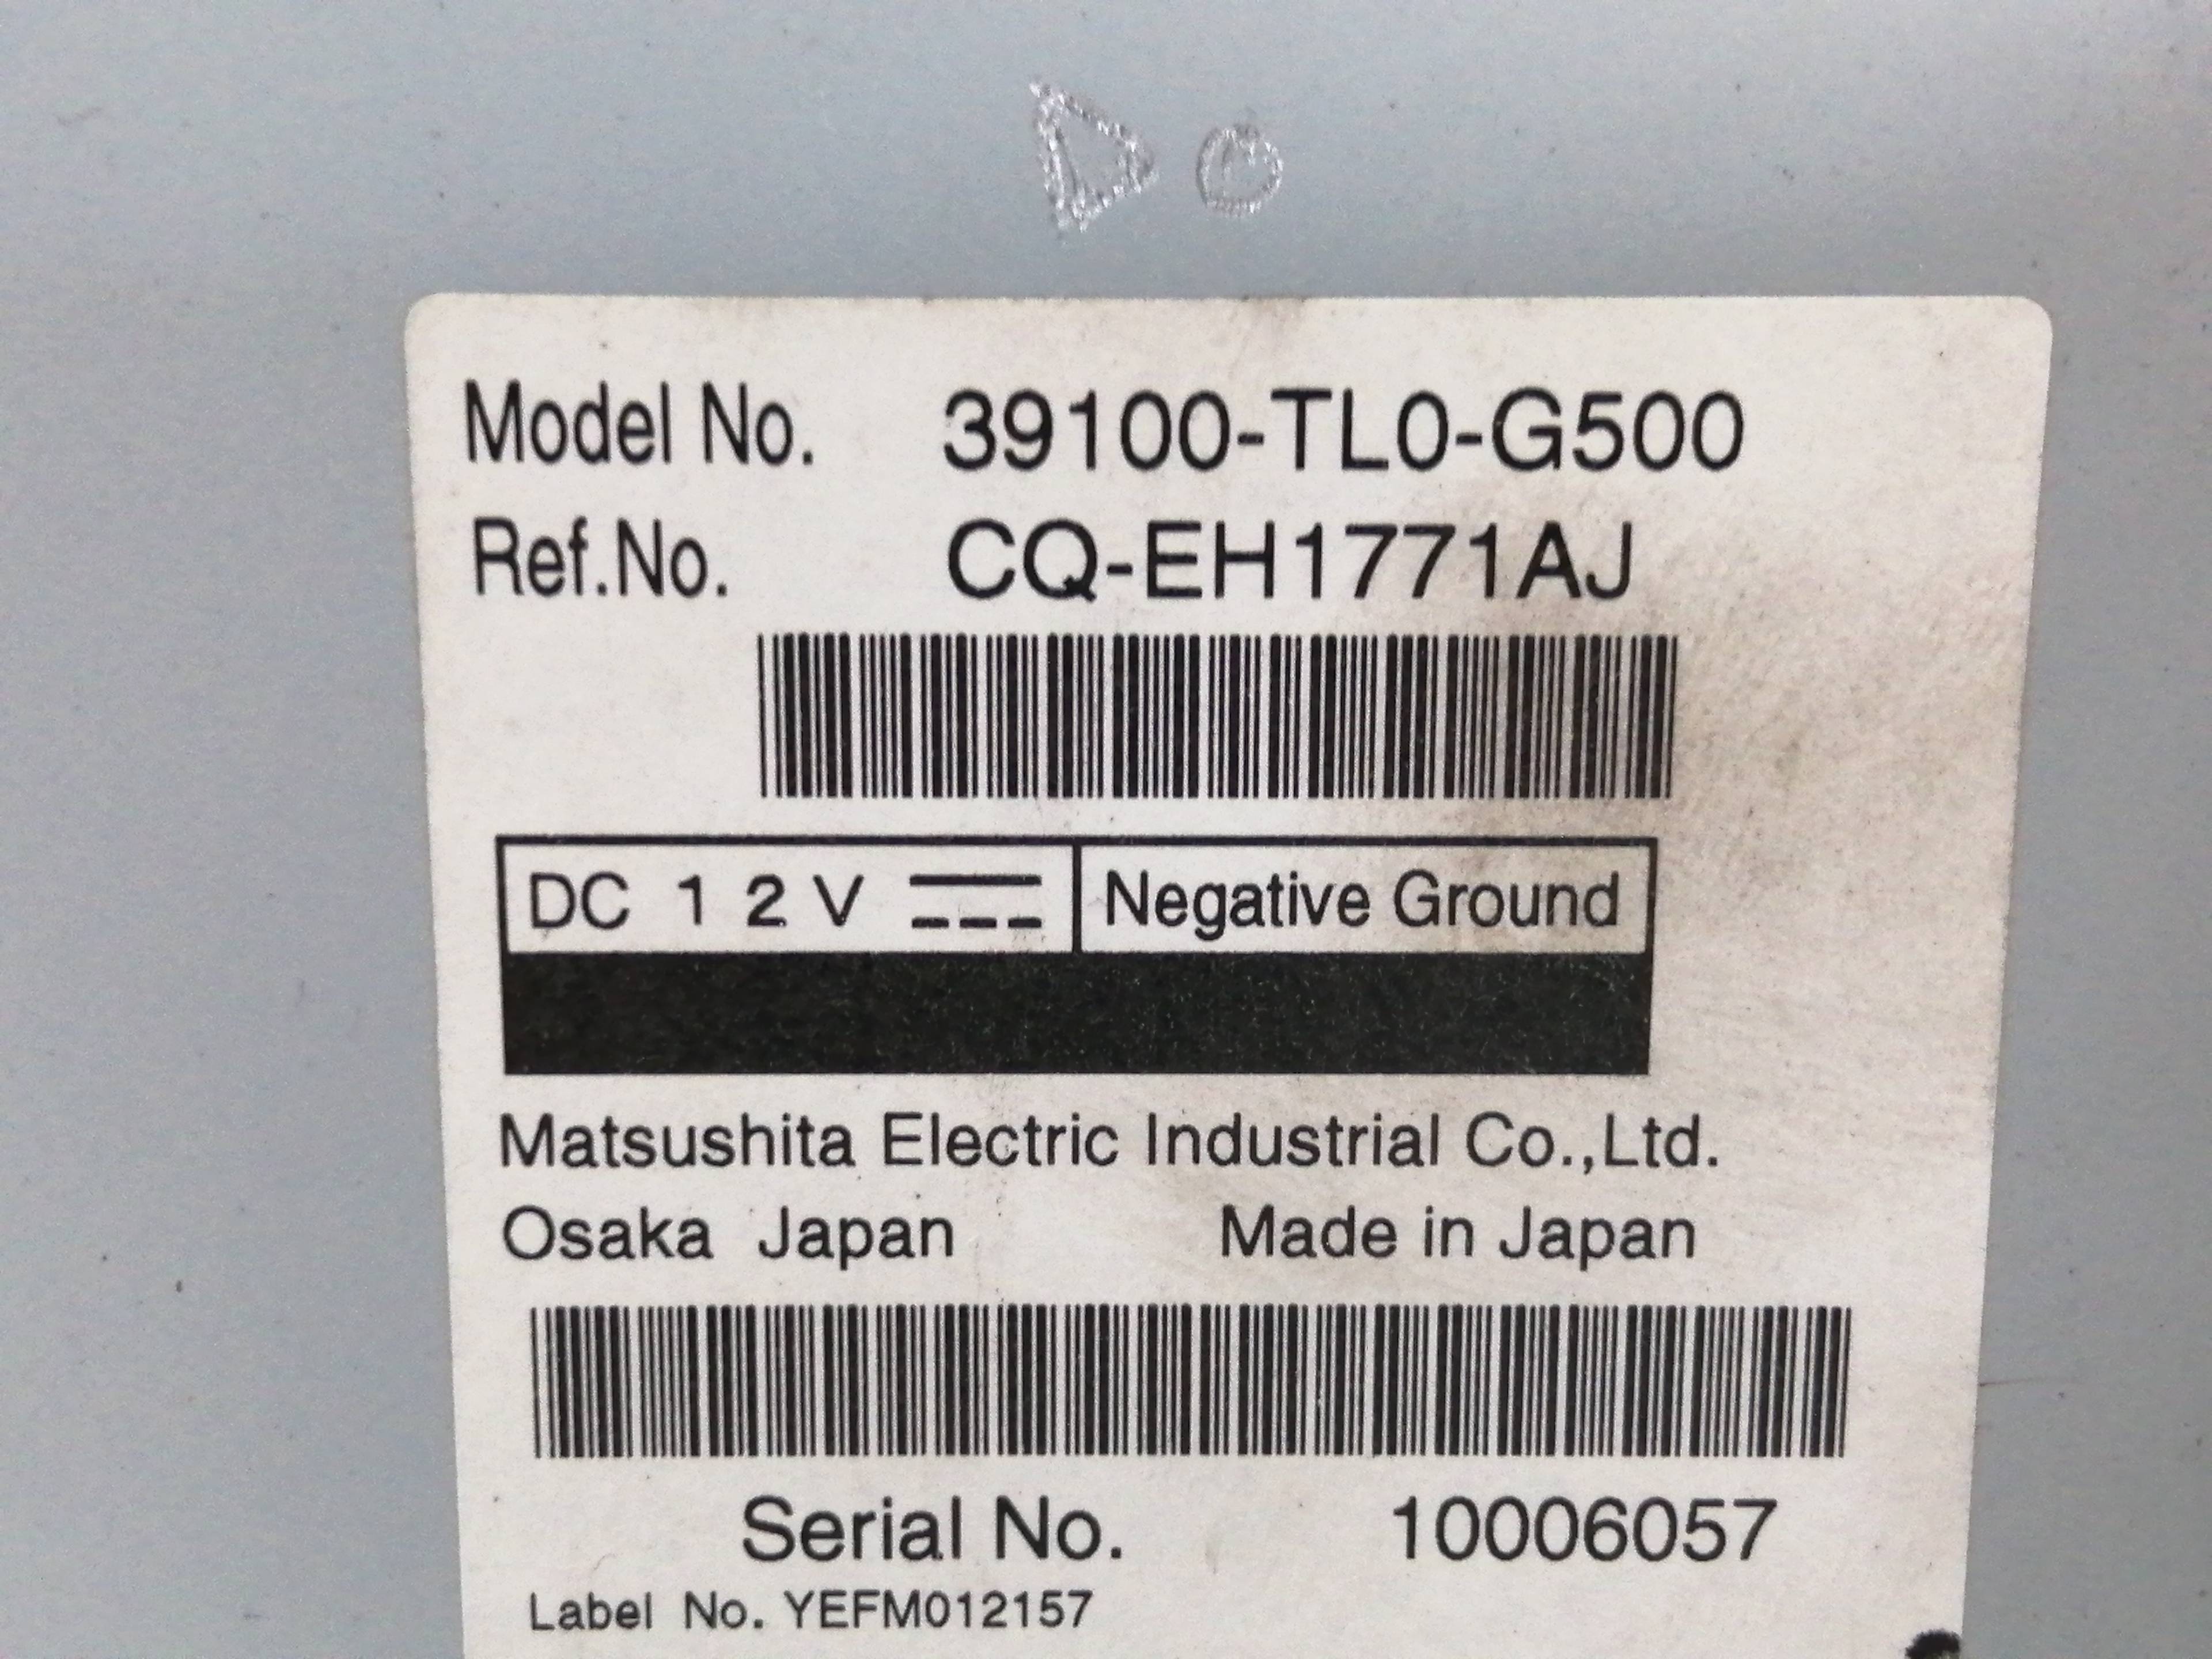 Model No. 39100-TL0-G500
Ref.No. CQ-EH1771AJ
DC 12V Negative Ground
Matsushita Electric Industrial Co.,Ltd.
Osaka Japan Made in Japan
Serial No. 10006057
Label No. YEFM012157